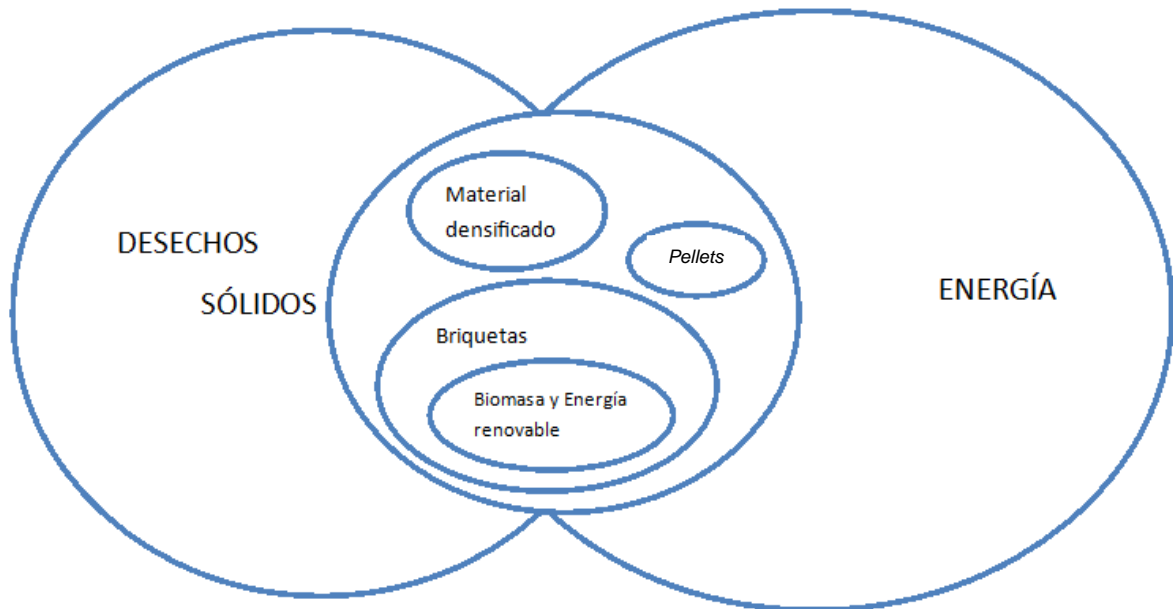 DESECHOS
SÓLIDOS
Material
densificado
Pellets
Briquetas
Biomasa y Energía
renovable
ENERGÍA